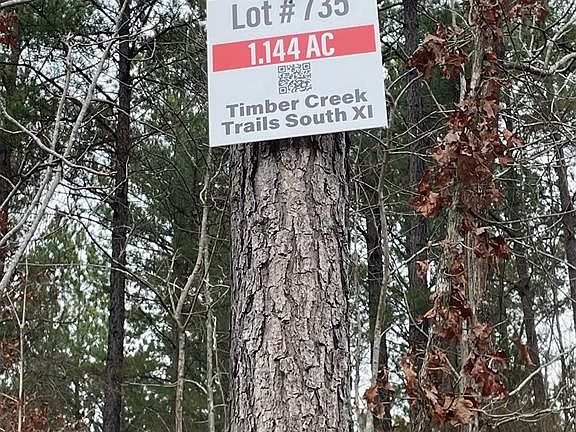 Lot # 735
1.144 AC
Timber Creek
Trails South XI